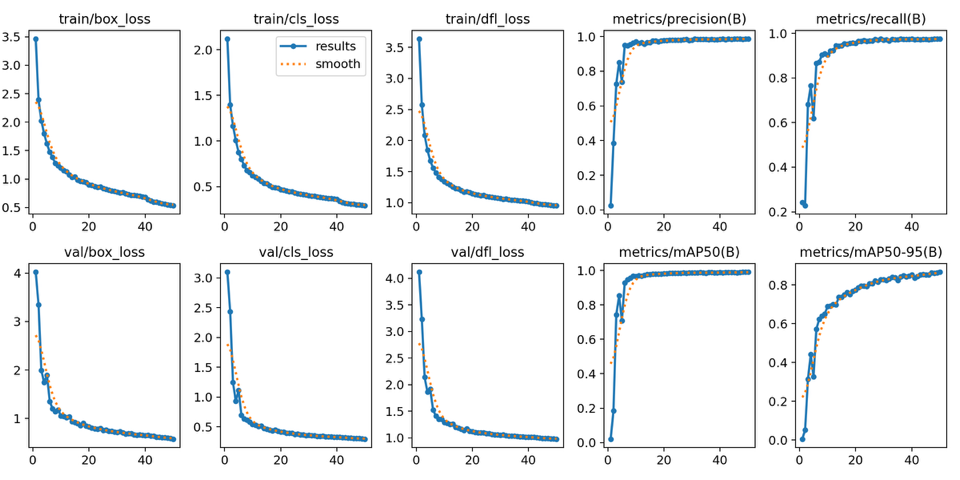 train/box_loss
train/cls_loss
train/dfl_loss
metrics/precision(B)
metrics/recall(B)
3.5
3.0
2.5
2.0
1.5
1.0
0.5
0 20 40
2.0
1.5
1.0
0.5
results
smooth
0 20 40
3.5
3.0
2.5
2.0
1.5
1.0
0 20 40
1.0
0.8
0.6
0.4
0.2
0.0
0 20 40
1.0
0.8
0.6
0.4
0.2
0 20 40
val/box_loss
val/cls_loss
val/dfl_loss
metrics/mAP50(B)
metrics/mAP50-95(B)
4
3
2
1
0 20 40
3.0
2.5
2.0
1.5
1.0
0.5
0 20 40
4.0
3.5
3.0
2.5
2.0
1.5
1.0
0 20 40
1.0
0.8
0.6
0.4
0.2
0.0
0 20 40
0.8
0.6
0.4
0.2
0.0
0 20 40